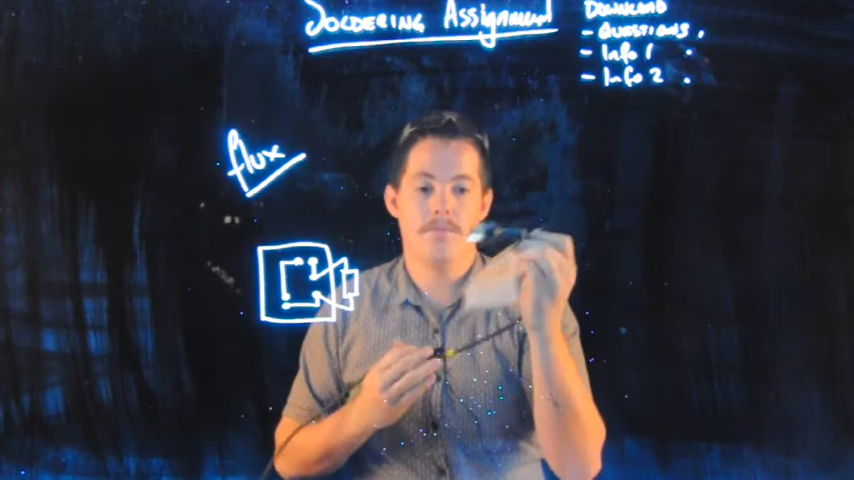 SOLDERING Assignment
DOWNLOAD
- QUESTIONS.
- Info 1 .
- Info 2 .
flux